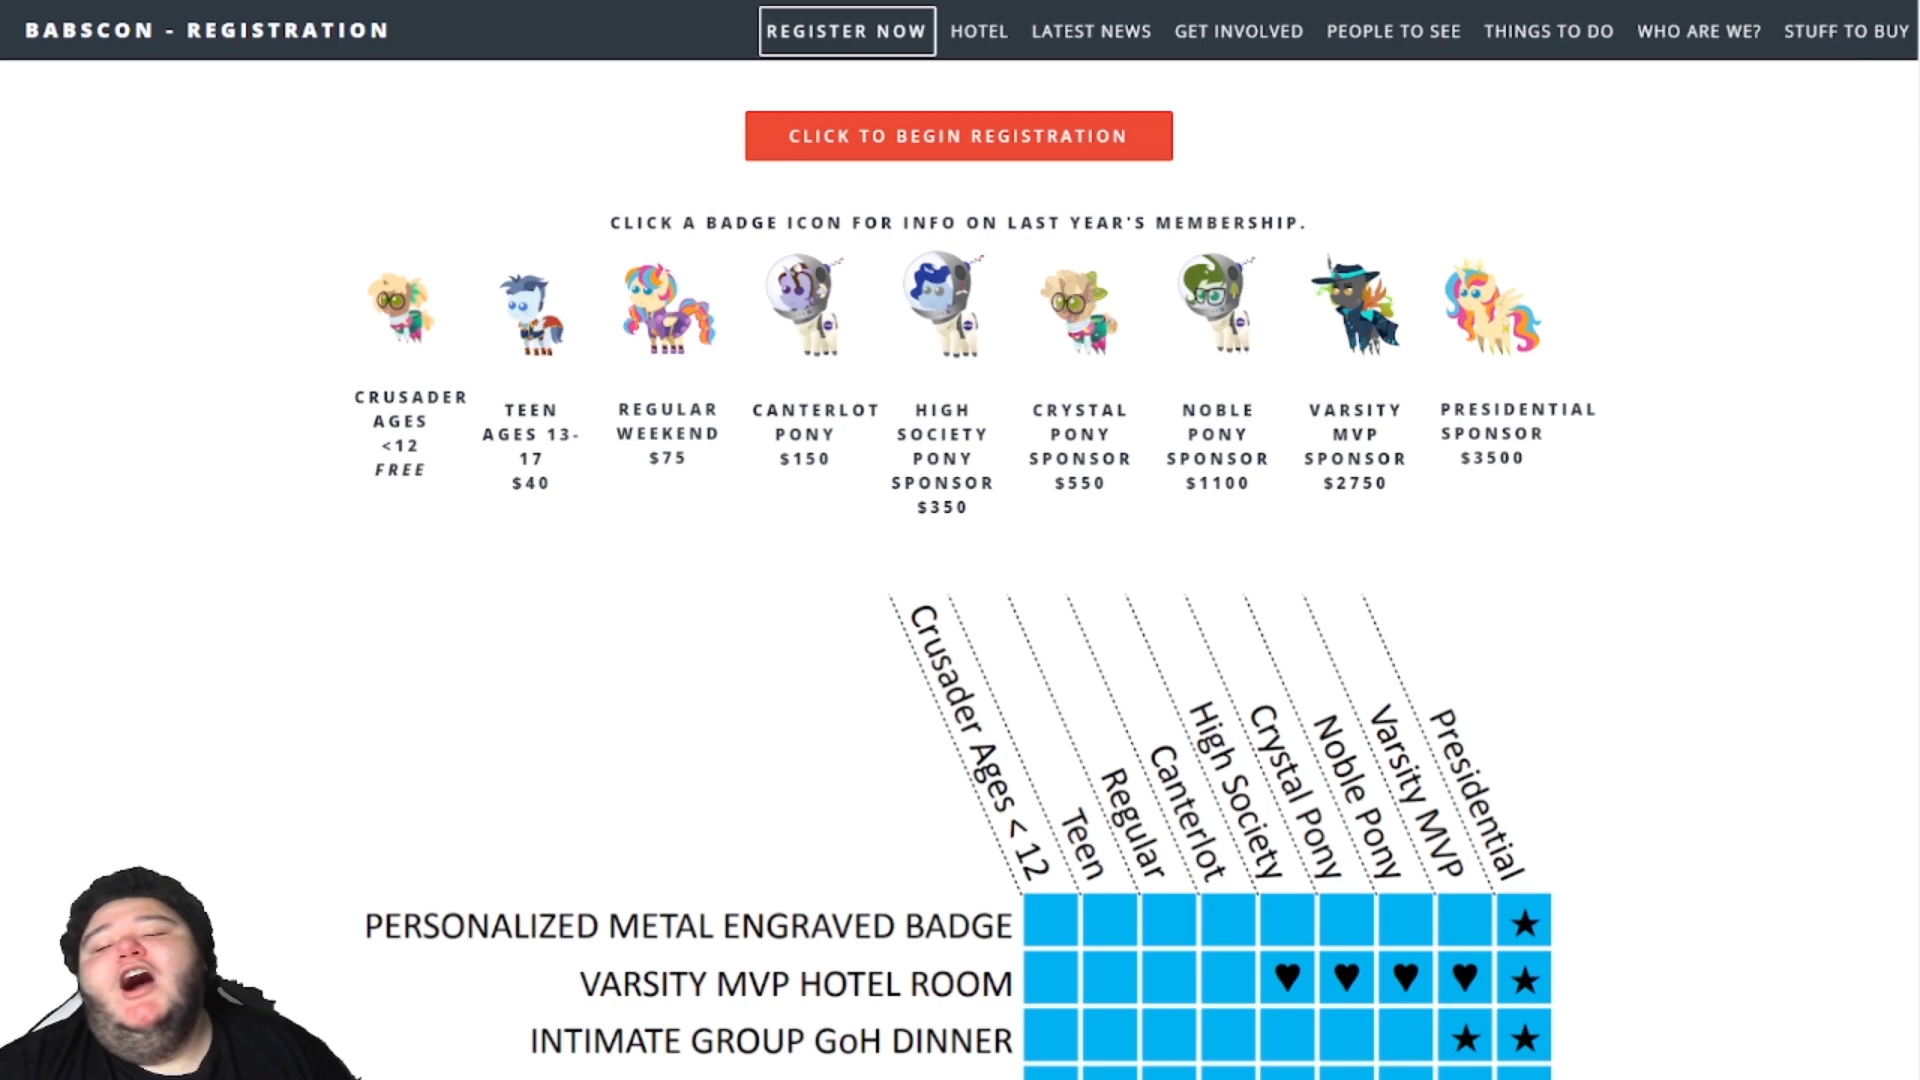 BABSCON - REGISTRATION
REGISTER NOW HOTEL LATEST NEWS GET INVOLVED PEOPLE TO SEE THINGS TO DO WHO ARE WE? STUFF TO BUY
CLICK TO BEGIN REGISTRATION
CLICK A BADGE ICON FOR INFO ON LAST YEAR'S MEMBERSHIP.
CRUSADER
AGES
<12
FREE
TEEN
AGES 13-
17
$40
REGULAR
WEEKEND
$75
CANTERLOT
PONY
$150
HIGH
SOCIETY
PONY
SPONSOR
$350
CRYSTAL
PONY
SPONSOR
$550
NOBLE
PONY
SPONSOR
$1100
VARSITY
MVP
SPONSOR
$2750
PRESIDENTIAL
SPONSOR
$3500
Crusader Ages < 12
Teen
Regular
Canterlot
High Society
Crystal Pony
Noble Pony
Varsity MVP
Presidential
PERSONALIZED METAL ENGRAVED BADGE
VARSITY MVP HOTEL ROOM
INTIMATE GROUP GoH DINNER